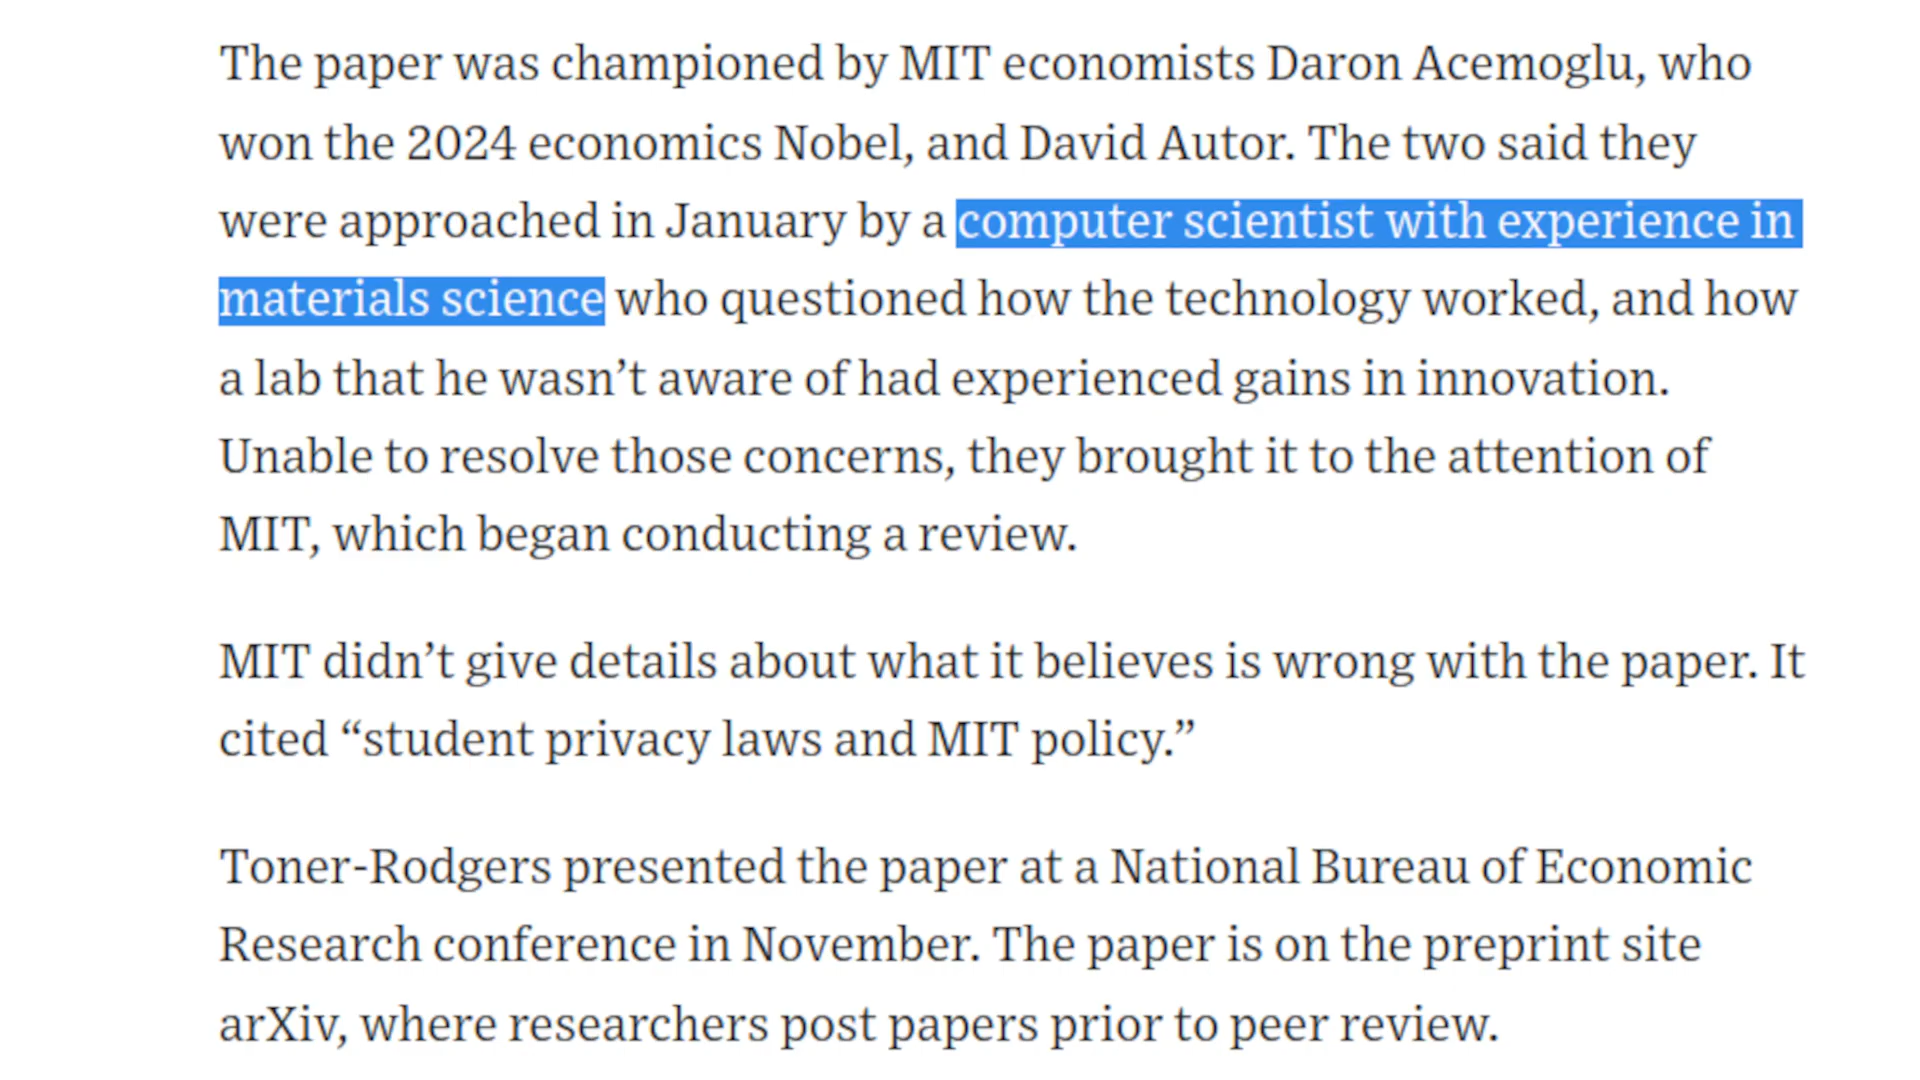 The paper was championed by MIT economists Daron Acemoglu, who
won the 2024 economics Nobel, and David Autor. The two said they
were approached in January by a computer scientist with experience in
materials science who questioned how the technology worked, and how
a lab that he wasn’t aware of had experienced gains in innovation.
Unable to resolve those concerns, they brought it to the attention of
MIT, which began conducting a review.
MIT didn’t give details about what it believes is wrong with the paper. It
cited “student privacy laws and MIT policy.”
Toner-Rodgers presented the paper at a National Bureau of Economic
Research conference in November. The paper is on the preprint site
arXiv, where researchers post papers prior to peer review.